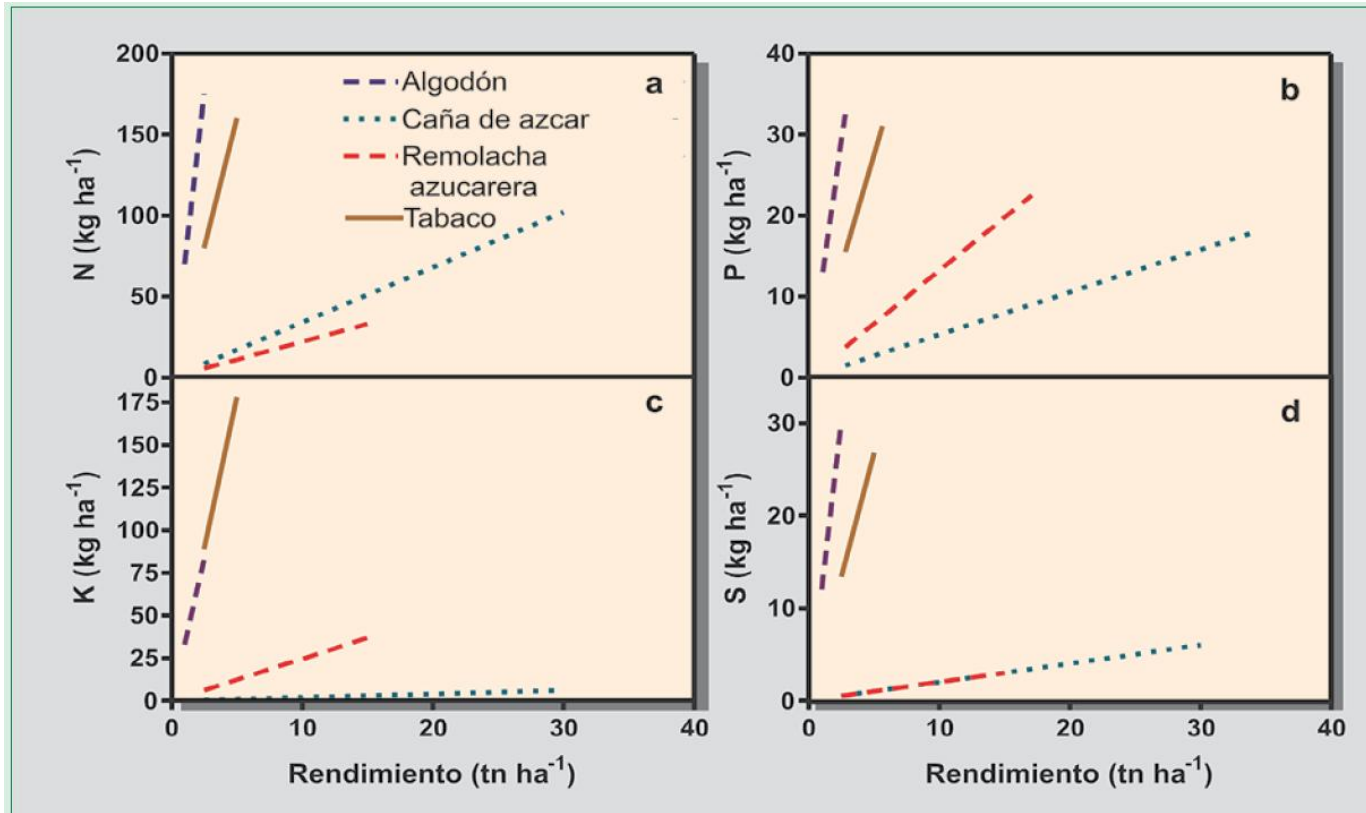 200
150
100
50
0
N (kg ha⁻¹)
Algodón
Caña de azcar
Remolacha
azucarera
Tabaco
a
40
30
20
10
0
P (kg ha⁻¹)
b
175
150
125
100
75
50
25
0
K (kg ha⁻¹)
c
0 10 20 30 40
Rendimiento (tn ha⁻¹)
30
20
10
0
S (kg ha⁻¹)
d
0 10 20 30 40
Rendimiento (tn ha⁻¹)